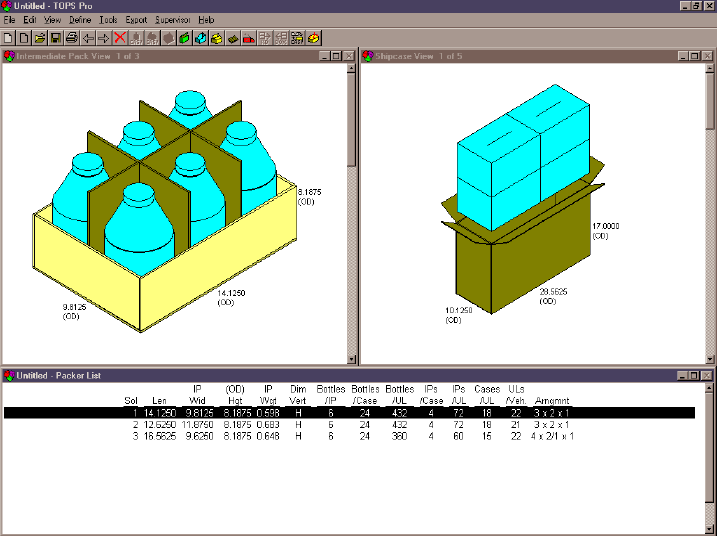 Untitled - TOPS Pro
File Edit View Define Tools Export Supervisor Help
Intermediate Pack View 1 of 3
8.1875
(OD)
14.1250
(OD)
9.8125
(OD)
Shipcase View 1 of 5
17.0000
(OD)
28.5625
(OD)
10.1250
(OD)
Untitled - Packer List
IP (OD) IP Dim Bottles Bottles Bottles IPs IPs Cases ULs
Sol Len Wid Hgt Wgt Vert /IP /Case /UL /Case /UL /UL /Veh. Arngmnt
1 14.1250 9.8125 8.1875 0.598 H 6 24 432 4 72 18 22 3 x 2 x 1
2 12.6250 11.8750 8.1875 0.683 H 6 24 432 4 72 18 21 3 x 2 x 1
3 16.5625 9.6250 8.1875 0.648 H 6 24 360 4 60 15 22 4 x 2/1 x 1